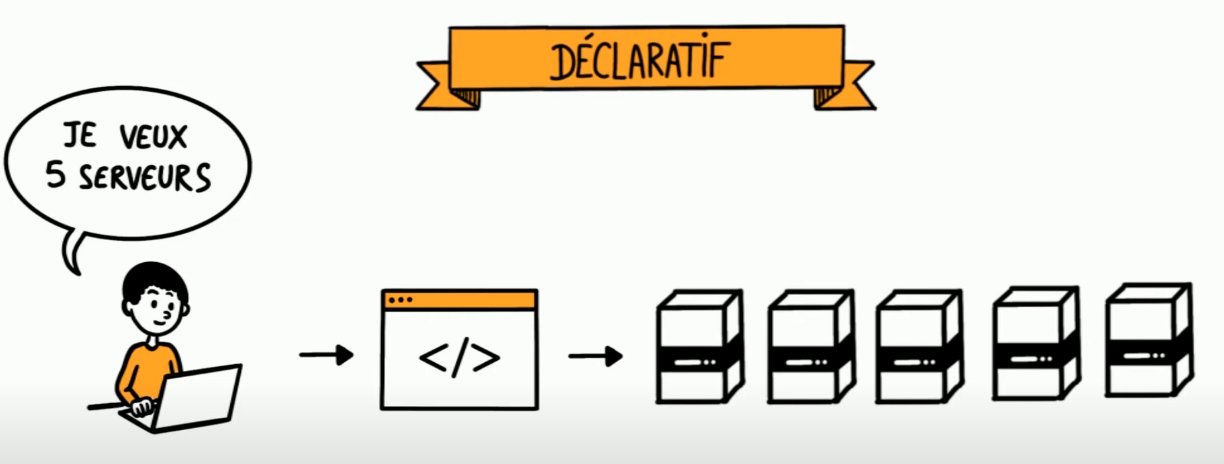 DÉCLARATIF
JE VEUX
5 SERVEURS
</>